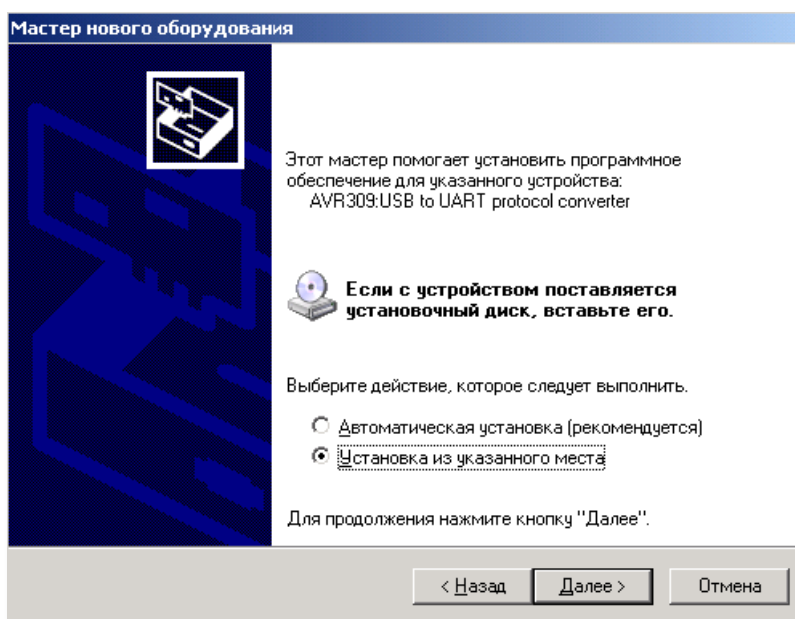 Мастер нового оборудования
Этот мастер помогает установить программное
обеспечение для указанного устройства:
AVR309:USB to UART protocol converter
Если с устройством поставляется
установочный диск, вставьте его.
Выберите действие, которое следует выполнить.
Автоматическая установка (рекомендуется)
Установка из указанного места
Для продолжения нажмите кнопку "Далее".
< Назад Далее > Отмена